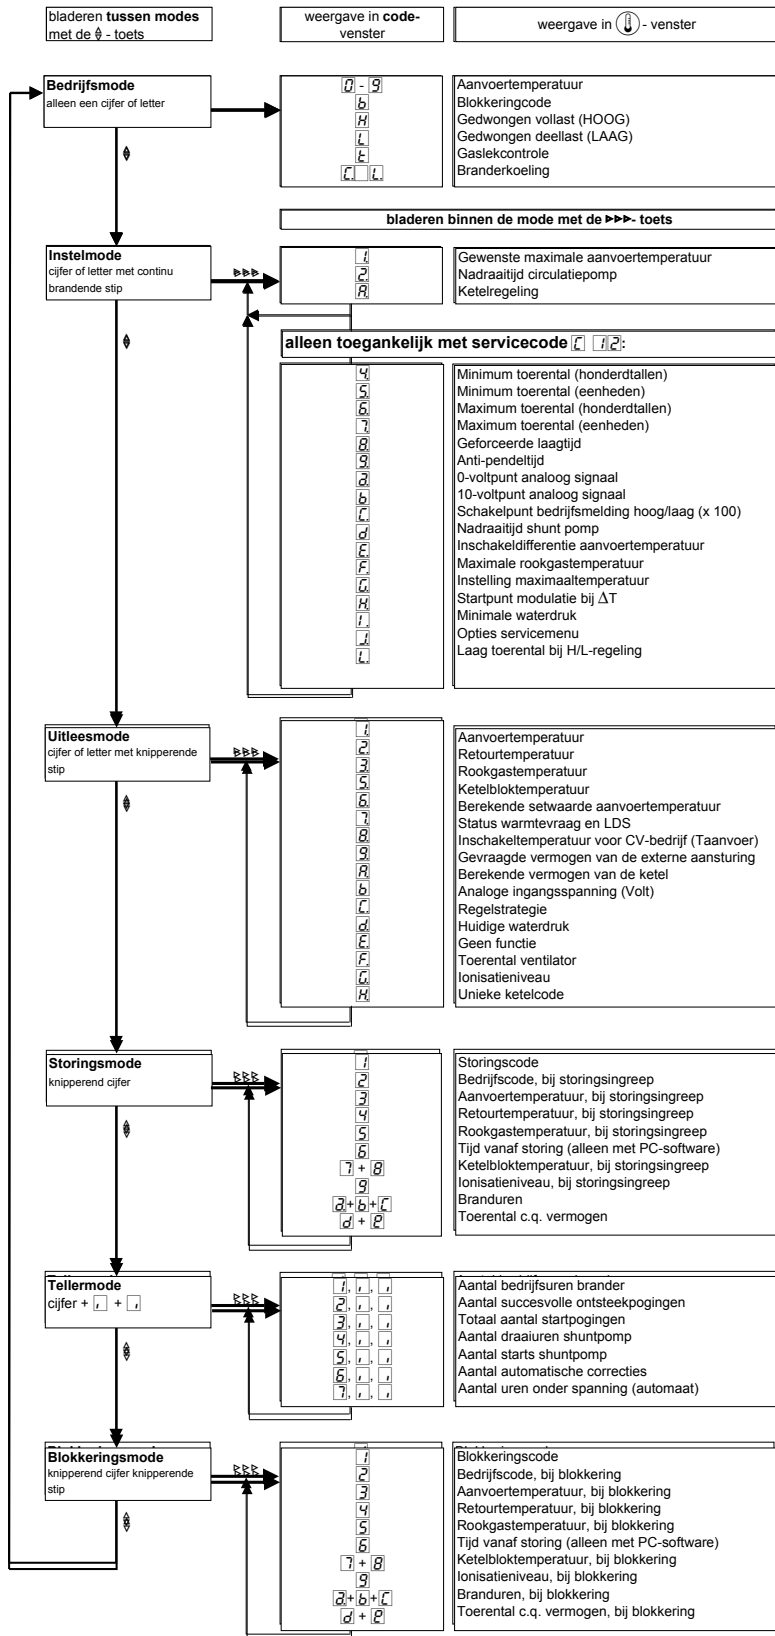 bladeren tussen modes
met de - toets
weergave in code-
venster
weergave in - venster
Bedrijfsmode
alleen een cijfer of letter
0 - 9
b
H
L
t
C. L.
Aanvoertemperatuur
Blokkeringcode
Gedwongen vollast (HOOG)
Gedwongen deellast (LAAG)
Gaslekcontrole
Branderkoeling
bladeren binnen de mode met de ▷▷▷- toets
Instelmode
cijfer of letter met continu
brandende stip
1.
2.
A.
Gewenste maximale aanvoertemperatuur
Nadraaitijd circulatiepomp
Ketelregeling
alleen toegankelijk met servicecode C 12:
4.
5.
6.
7.
8.
9.
a.
b
C.
d
E.
F.
G.
H.
I.
J.
L.
Minimum toerental (honderdtallen)
Minimum toerental (eenheden)
Maximum toerental (honderdtallen)
Maximum toerental (eenheden)
Geforceerde laagtijd
Anti-pendeltijd
0-voltpunt analoog signaal
10-voltpunt analoog signaal
Schakelpunt bedrijfsmelding hoog/laag (x 100)
Nadraaitijd shunt pomp
Inschakeldifferentie aanvoertemperatuur
Maximale rookgastemperatuur
Instelling maximaaltemperatuur
Startpunt modulatie bij ΔT
Minimale waterdruk
Opties servicemenu
Laag toerental bij H/L-regeling
Uitleesmode
cijfer of letter met knipperende
stip
1.
2.
3.
5.
6.
7.
8.
9.
A.
b
C.
d.
E.
F.
G.
H.
Aanvoertemperatuur
Retourtemperatuur
Rookgastemperatuur
Ketelbloktemperatuur
Berekende setwaarde aanvoertemperatuur
Status warmtevraag en LDS
Inschakeltemperatuur voor CV-bedrijf (Taanvoer)
Gevraagde vermogen van de externe aansturing
Berekende vermogen van de ketel
Analoge ingangsspanning (Volt)
Regelstrategie
Huidige waterdruk
Geen functie
Toerental ventilator
Ionisatieniveau
Unieke ketelcode
Storingsmode
knipperend cijfer
1
2
3
4
5
6
7 + 8
9
a+b+C
d + e
Storingscode
Bedrijfscode, bij storingsingreep
Aanvoertemperatuur, bij storingsingreep
Retourtemperatuur, bij storingsingreep
Rookgastemperatuur, bij storingsingreep
Tijd vanaf storing (alleen met PC-software)
Ketelbloktemperatuur, bij storingsingreep
Ionisatieniveau, bij storingsingreep
Branduren
Toerental c.q. vermogen
Tellermode
cijfer + ı + ı
1, ı, ı
2, ı, ı
3, ı, ı
4, ı, ı
5, ı, ı
6, ı, ı
7, ı, ı
Aantal bedrijfsuren brander
Aantal succesvolle ontsteekpogingen
Totaal aantal startpogingen
Aantal draaiuren shuntpomp
Aantal starts shuntpomp
Aantal automatische correcties
Aantal uren onder spanning (automaat)
Blokkeringsmode
knipperend cijfer knipperende
stip
1
2
3
4
5
6
7 + 8
9
a+b+C
d + e
Blokkeringscode
Bedrijfscode, bij blokkering
Aanvoertemperatuur, bij blokkering
Retourtemperatuur, bij blokkering
Rookgastemperatuur, bij blokkering
Tijd vanaf storing (alleen met PC-software)
Ketelbloktemperatuur, bij blokkering
Ionisatieniveau, bij blokkering
Branduren, bij blokkering
Toerental c.q. vermogen, bij blokkering